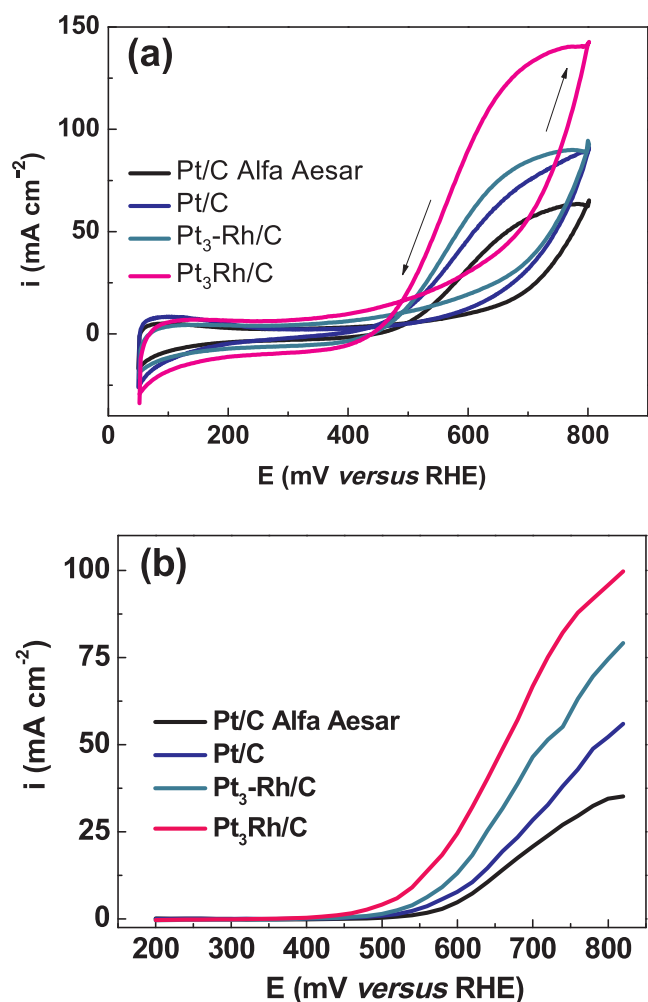 (a)
150
100
50
0
i (mA cm⁻²)
Pt/C Alfa Aesar
Pt/C
Pt₃-Rh/C
Pt₃Rh/C
0 200 400 600 800
E (mV versus RHE)
(b)
100
75
50
25
0
i (mA cm⁻²)
Pt/C Alfa Aesar
Pt/C
Pt₃-Rh/C
Pt₃Rh/C
200 300 400 500 600 700 800
E (mV versus RHE)